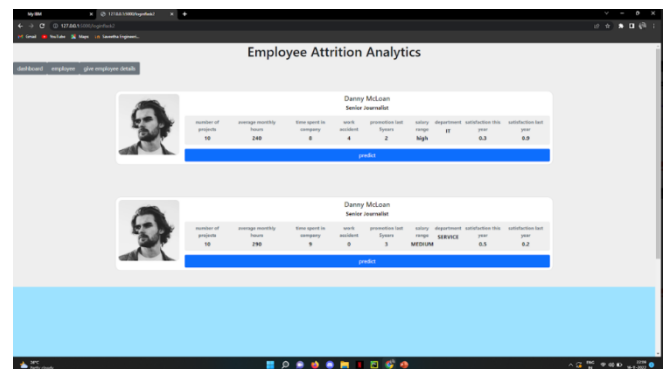 My IBM
127.0.0.1:5000/loginHack2
Gmail YouTube Maps
Employee Attrition Analytics
dashboard employee give employee details
Danny McLoan
Senior Journalist
number of projects average monthly hours time spent in company work accident promotion last 5years salary range department satisfaction this year satisfaction last year
10 240 8 4 2 high IT 0.3 0.9
predict
Danny McLoan
Senior Journalist
number of projects average monthly hours time spent in company work accident promotion last 5years salary range department satisfaction this year satisfaction last year
10 290 9 0 3 MEDIUM SERVICE 0.5 0.2
predict
ENG